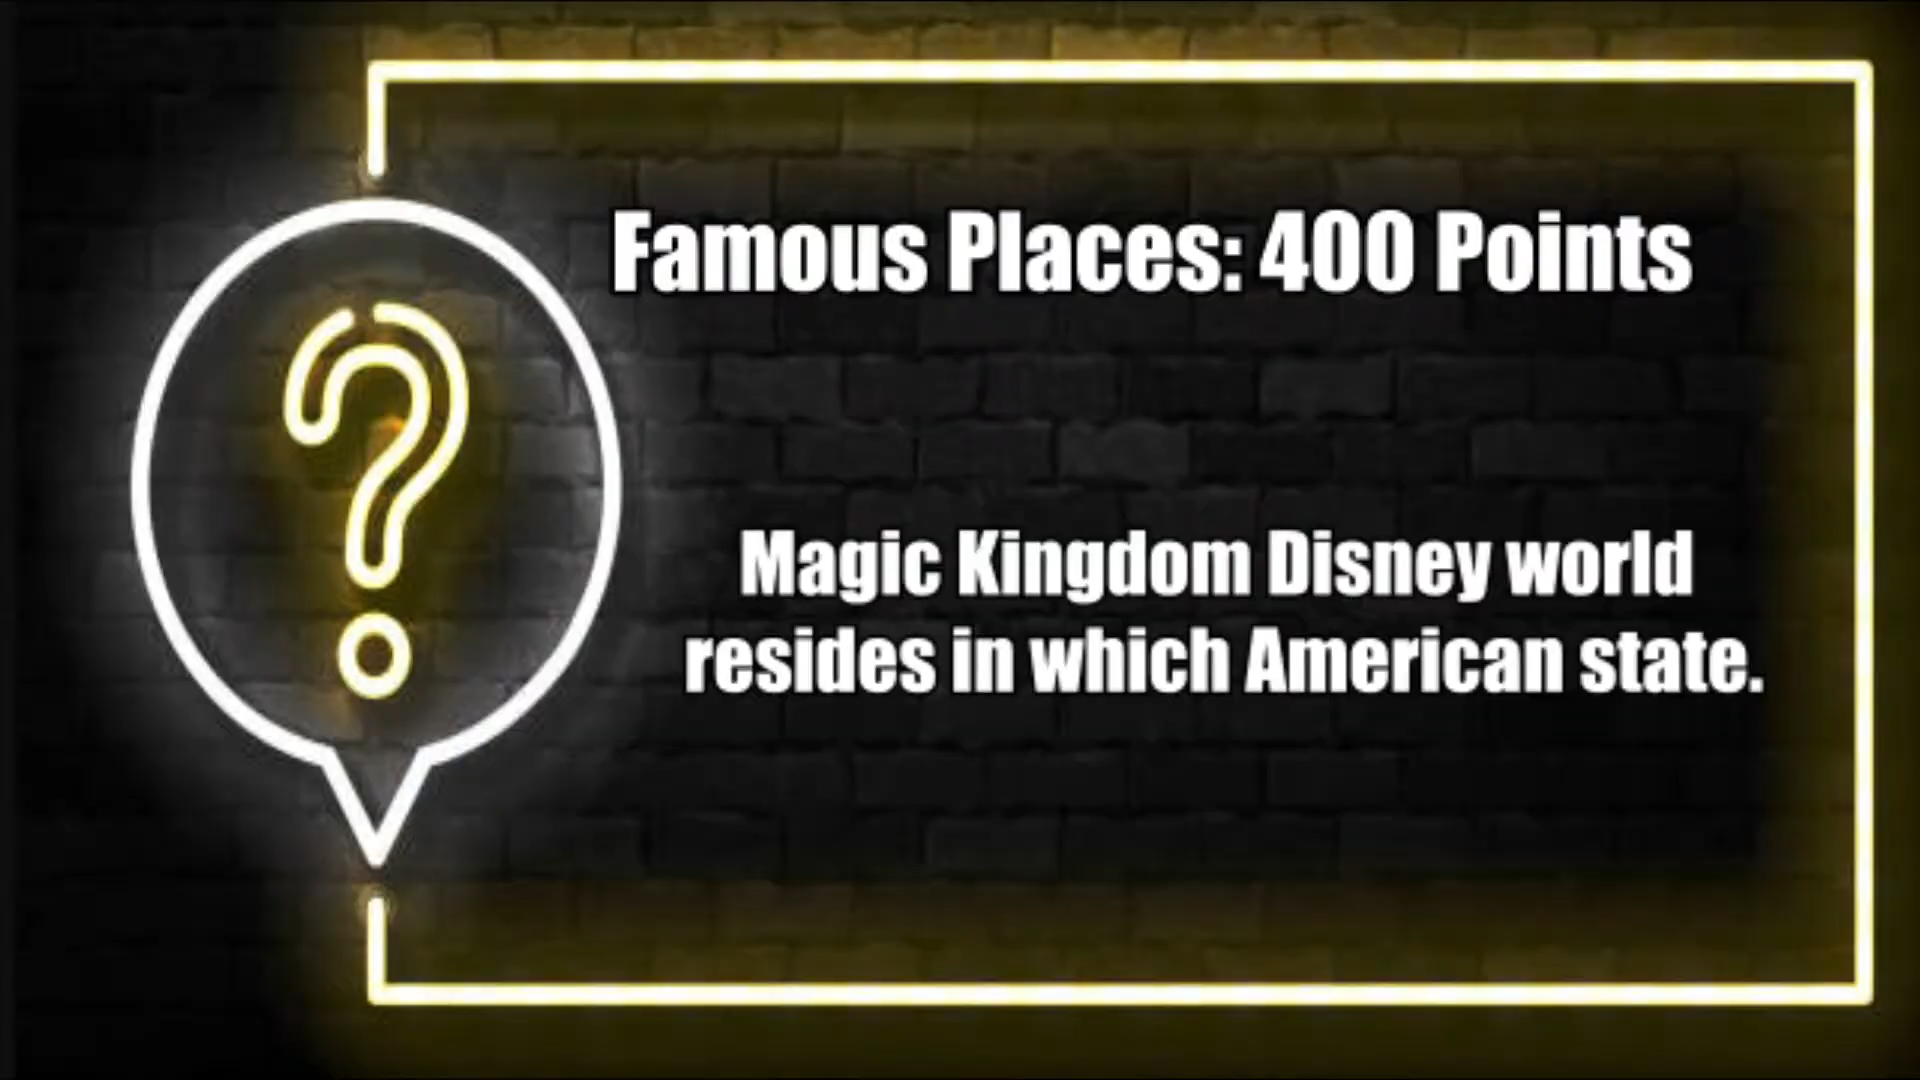 Famous Places: 400 Points
Magic Kingdom Disney world
resides in which American state.